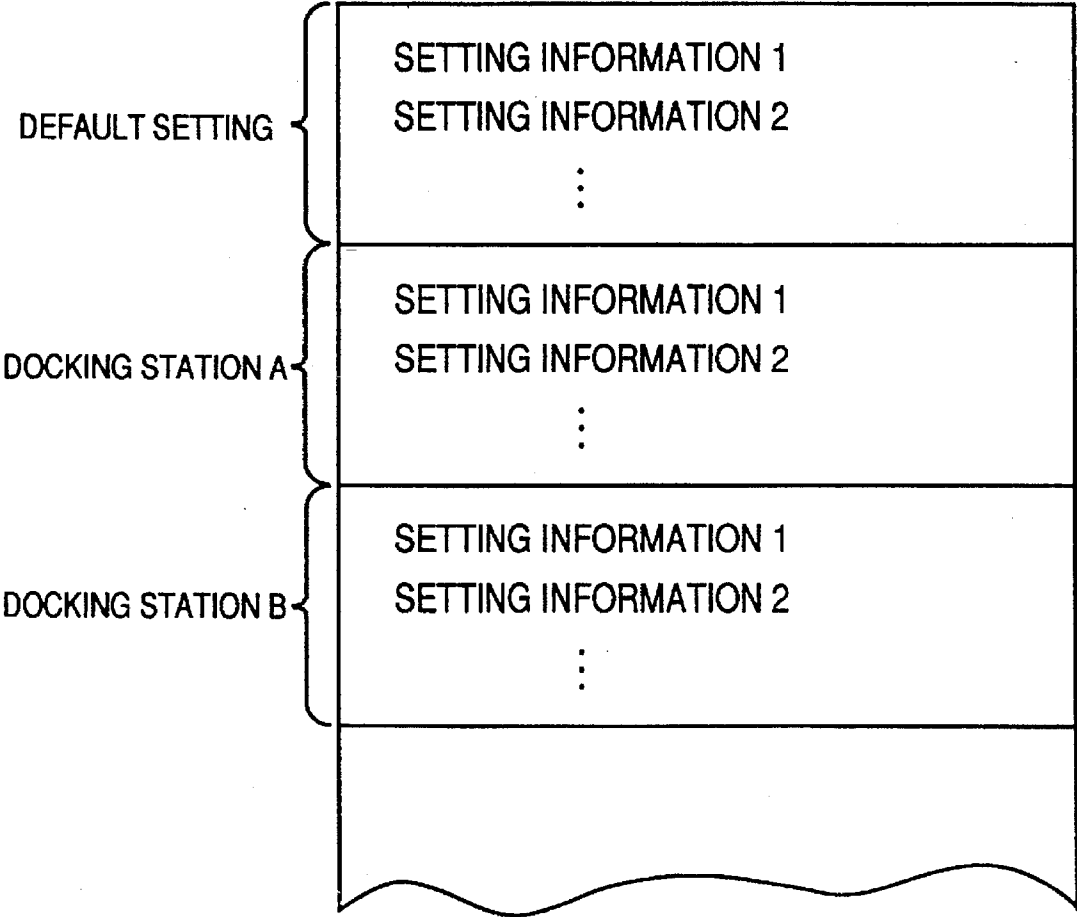 DEFAULT SETTING
SETTING INFORMATION 1
SETTING INFORMATION 2
⋮
DOCKING STATION A
SETTING INFORMATION 1
SETTING INFORMATION 2
⋮
DOCKING STATION B
SETTING INFORMATION 1
SETTING INFORMATION 2
⋮